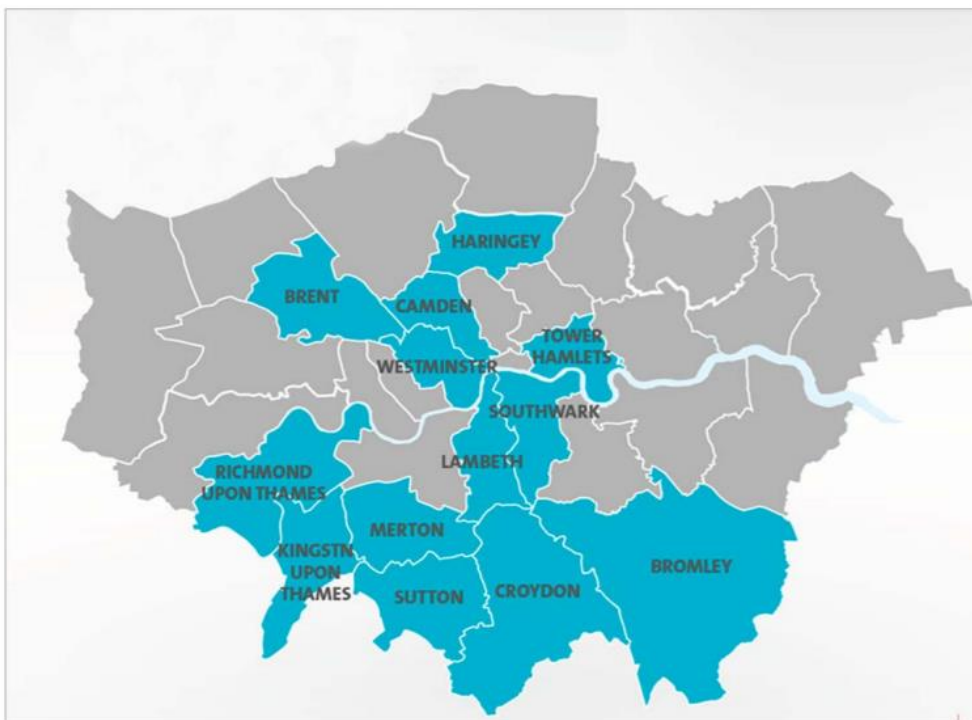 HARINGEY
BRENT
CAMDEN
TOWER
HAMLETS
WESTMINSTER
SOUTHWARK
LAMBETH
RICHMOND
UPON THAMES
MERTON
KINGSTN
UPON
THAMES
SUTTON
CROYDON
BROMLEY